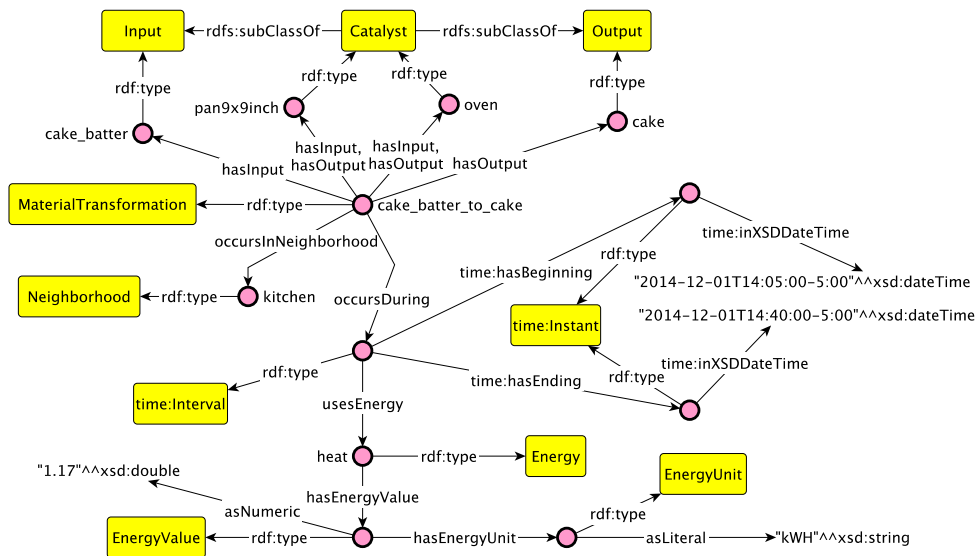 Input
rdfs:subClassOf
Catalyst
rdfs:subClassOf
Output
rdf:type
rdf:type
rdf:type
rdf:type
pan9x9inch
oven
cake_batter
cake
hasInput,
hasOutput
hasInput,
hasOutput
hasInput
hasOutput
MaterialTransformation
rdf:type
cake_batter_to_cake
occursInNeighborhood
time:inXSDDateTime
rdf:type
time:hasBeginning
"2014-12-01T14:05:00-5:00"^^xsd:dateTime
Neighborhood
rdf:type
kitchen
occursDuring
time:Instant
"2014-12-01T14:40:00-5:00"^^xsd:dateTime
time:inXSDDateTime
rdf:type
rdf:type
time:hasEnding
time:Interval
usesEnergy
heat
rdf:type
Energy
"1.17"^^xsd:double
EnergyUnit
hasEnergyValue
asNumeric
rdf:type
EnergyValue
rdf:type
hasEnergyUnit
asLiteral
"kWH"^^xsd:string